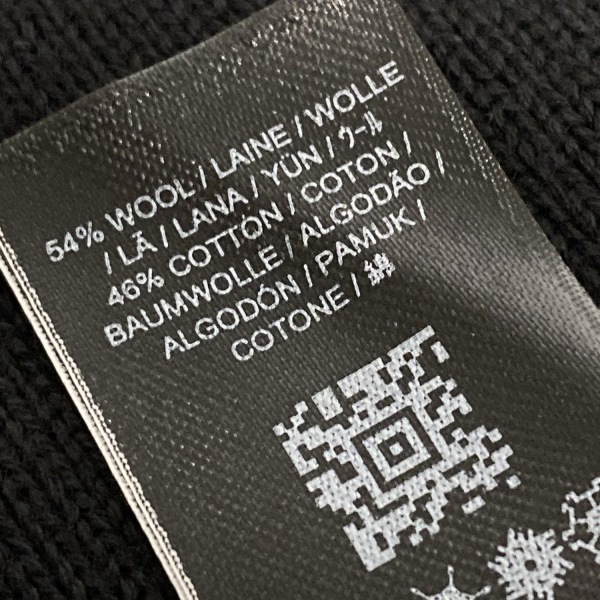 54% WOOL / LAINE / WOLLE
/ LÃ / LANA / YÜN / ウール
46% COTTON / COTON /
BAUMWOLLE / ALGODÃO /
ALGODÓN / PAMUK /
COTONE / 綿